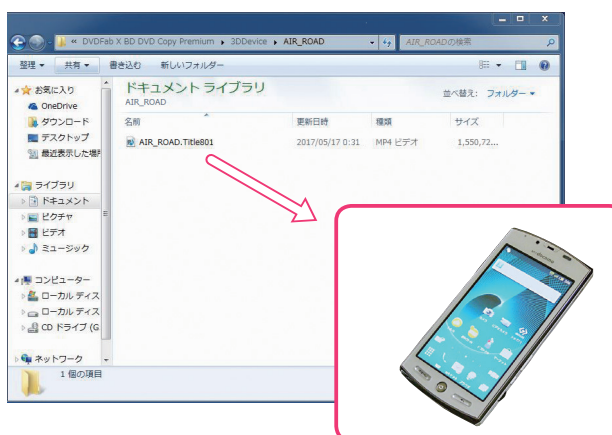 « DVDFab X BD DVD Copy Premium ▸ 3DDevice ▸ AIR_ROAD
AIR_ROADの検索
整理 ▾ 共有 ▾ 書き込む 新しいフォルダー
お気に入り
OneDrive
ダウンロード
デスクトップ
最近表示した場所
ライブラリ
ドキュメント
ピクチャ
ビデオ
ミュージック
コンピューター
ローカル ディス
ローカル ディス
CD ドライブ (G
ネットワーク
ドキュメント ライブラリ
AIR_ROAD
並べ替え: フォルダー ▾
名前 更新日時 種類 サイズ
AIR_ROAD.Title801 2017/05/17 0:31 MP4 ビデオ 1,550,72...
1 個の項目
docomo